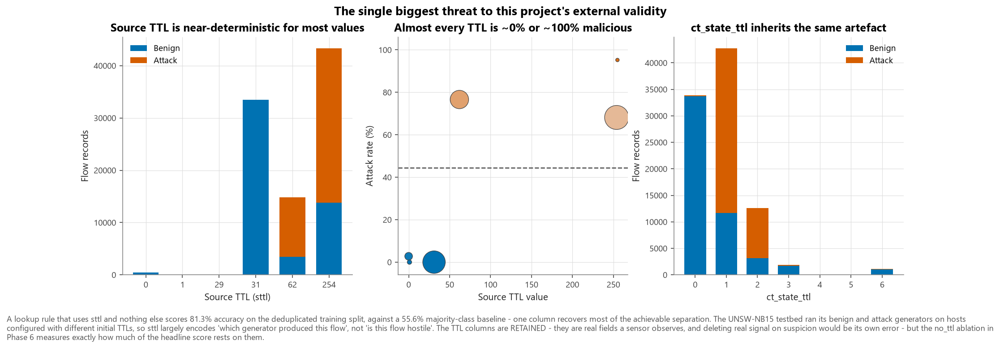 The single biggest threat to this project's external validity
Source TTL is near-deterministic for most values
Benign
Attack
40000
30000
20000
10000
0
Flow records
0 1 29 31 62 254
Source TTL (sttl)
Almost every TTL is ~0% or ~100% malicious
100
80
60
40
20
0
Attack rate (%)
0 50 100 150 200 250
Source TTL value
ct_state_ttl inherits the same artefact
Benign
Attack
40000
35000
30000
25000
20000
15000
10000
5000
0
Flow records
0 1 2 3 4 5 6
ct_state_ttl
A lookup rule that uses sttl and nothing else scores 81.3% accuracy on the deduplicated training split, against a 55.6% majority-class baseline - one column recovers most of the achievable separation. The UNSW-NB15 testbed ran its benign and attack generators on hosts
configured with different initial TTLs, so sttl largely encodes 'which generator produced this flow', not 'is this flow hostile'. The TTL columns are RETAINED - they are real fields a sensor observes, and deleting real signal on suspicion would be its own error - but the no_ttl ablation in
Phase 6 measures exactly how much of the headline score rests on them.